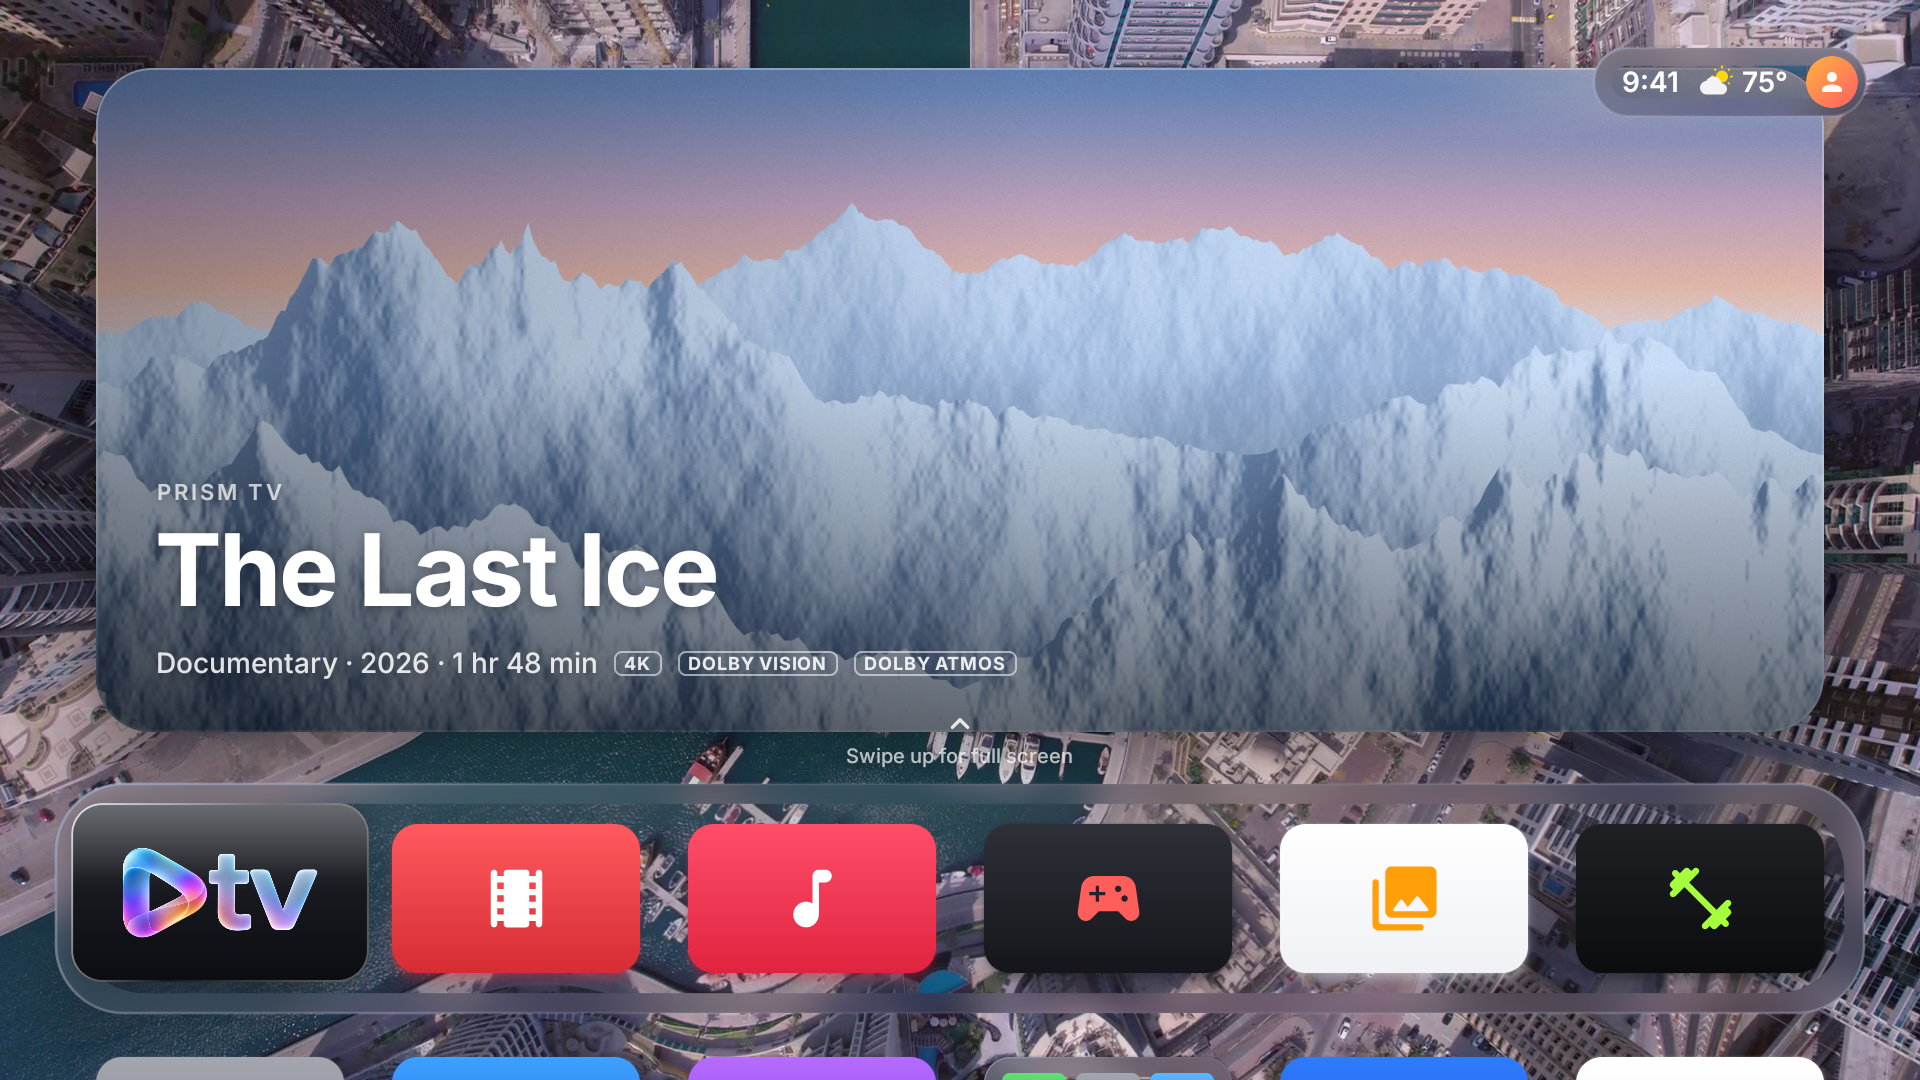 9:41 75°
PRISM TV
The Last Ice
Documentary · 2026 · 1 hr 48 min 4K DOLBY VISION DOLBY ATMOS
Swipe up for full screen
tv